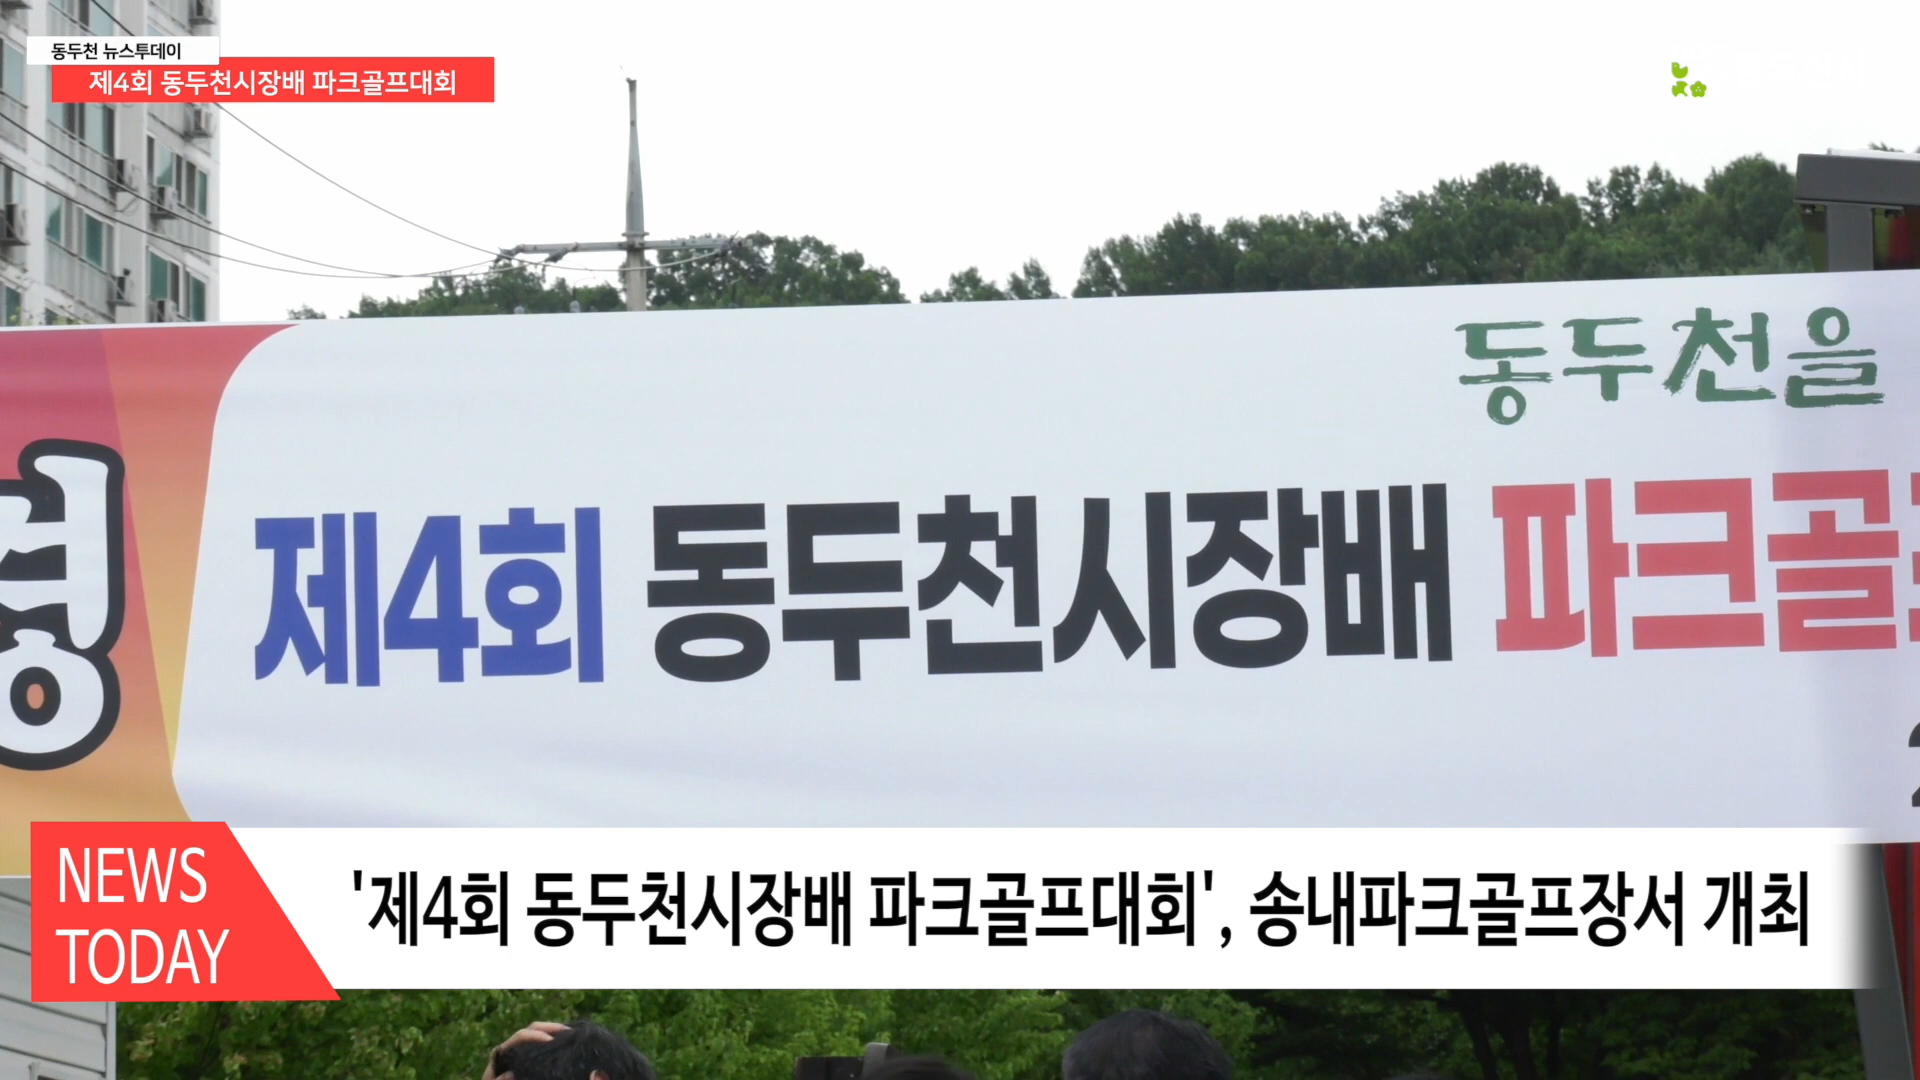 동두천 뉴스투데이
제4회 동두천시장배 파크골프대회
동두천을
제4회 동두천시장배 파크골
NEWS
TODAY
'제4회 동두천시장배 파크골프대회', 송내파크골프장서 개최